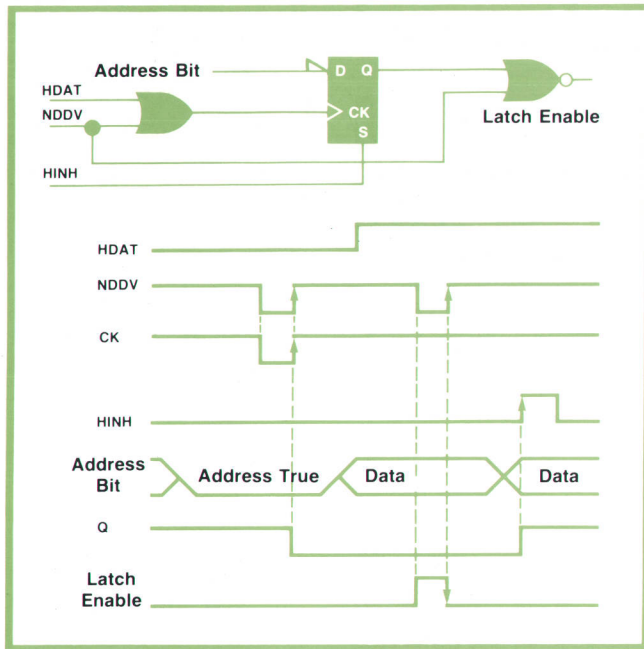 Address Bit
D Q
HDAT
NDDV
CK
Latch Enable
S
HINH
HDAT
NDDV
CK
HINH
Address
Bit
Address True Data Data
Q
Latch
Enable